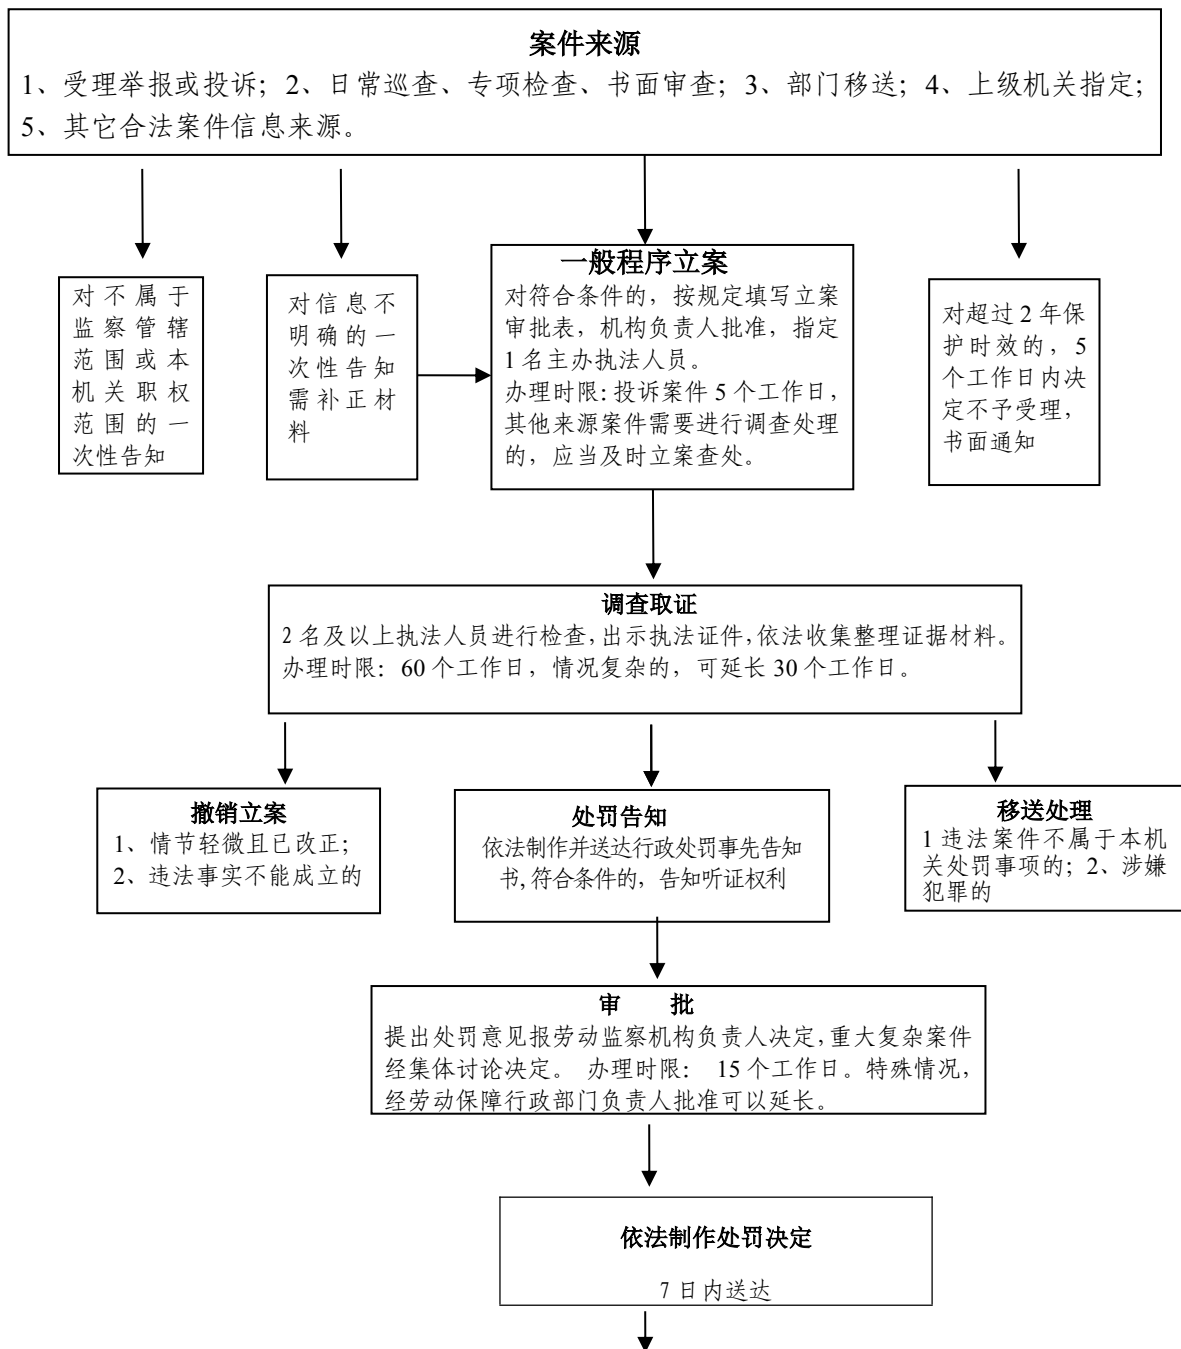 案件来源
1、受理举报或投诉；2、日常巡查、专项检查、书面审查；3、部门移送；4、上级机关指定；
5、其它合法案件信息来源。
对不属于
监察管辖
范围或本
机关职权
范围的一
次性告知
对信息不
明确的一
次性告知
需补正材
料
一般程序立案
对符合条件的，按规定填写立案
审批表，机构负责人批准，指定
1 名主办执法人员。
办理时限：投诉案件 5 个工作日，
其他来源案件需要进行调查处理
的，应当及时立案查处。
对超过 2 年保
护时效的，5
个工作日内决
定不予受理，
书面通知
调查取证
2 名及以上执法人员进行检查，出示执法证件，依法收集整理证据材料。
办理时限：60 个工作日，情况复杂的，可延长 30 个工作日。
撤销立案
1、情节轻微且已改正；
2、违法事实不能成立的
处罚告知
依法制作并送达行政处罚事先告知
书，符合条件的，告知听证权利
移送处理
1 违法案件不属于本机
关处罚事项的；2、涉嫌
犯罪的
审 批
提出处罚意见报劳动监察机构负责人决定，重大复杂案件
经集体讨论决定。 办理时限： 15 个工作日。特殊情况，
经劳动保障行政部门负责人批准可以延长。
依法制作处罚决定
7 日内送达